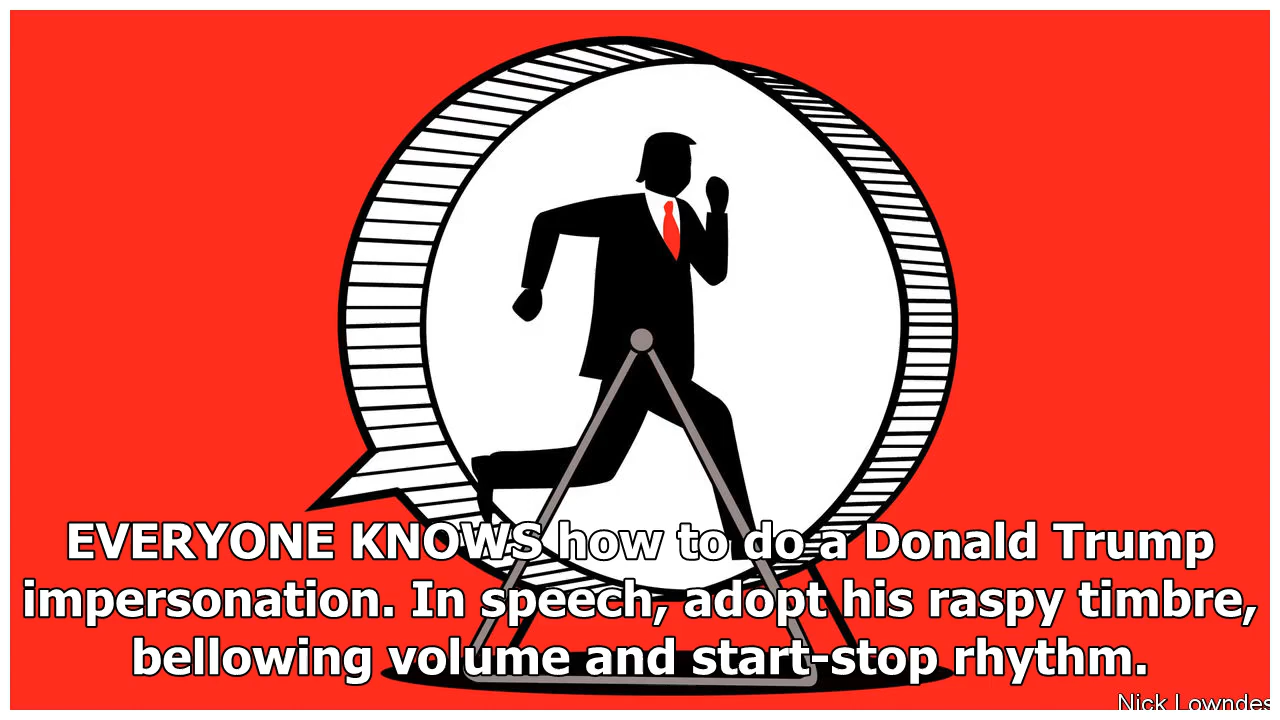 EVERYONE KNOWS how to do a Donald Trump
impersonation. In speech, adopt his raspy timbre,
bellowing volume and start-stop rhythm.
Nick Lowndes